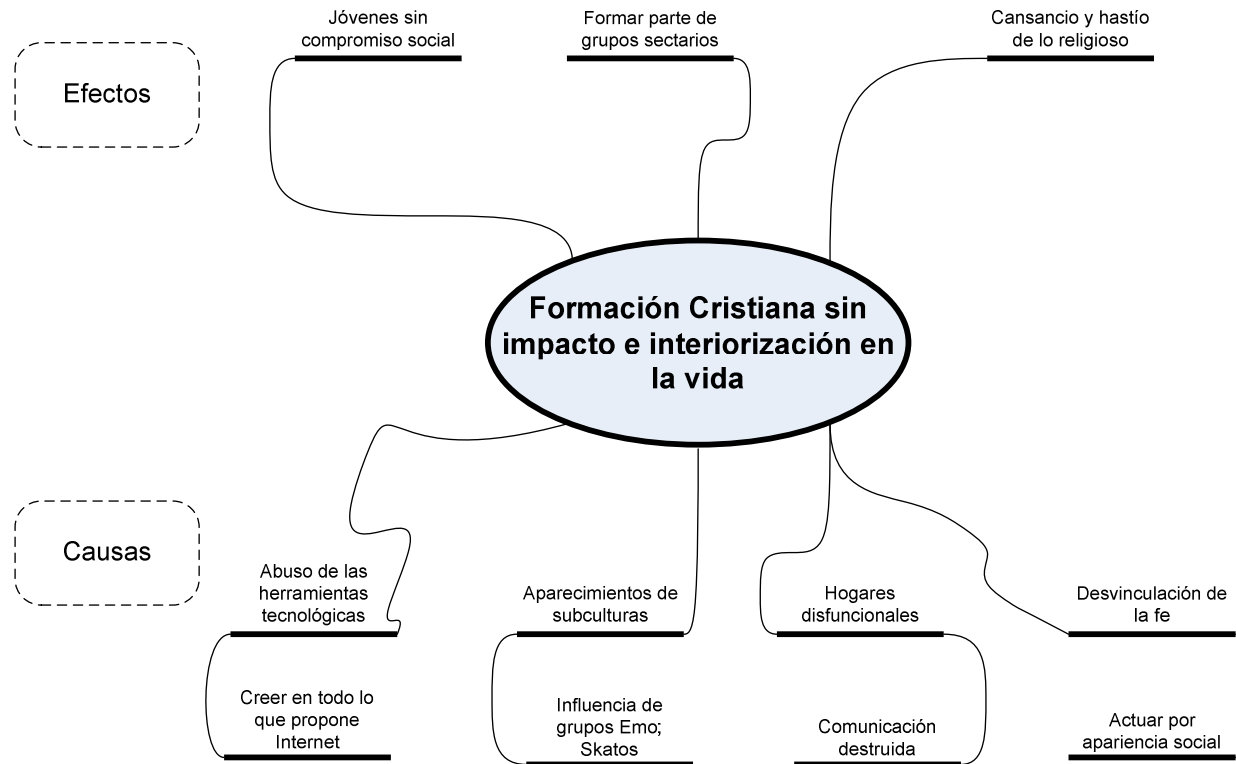 Jóvenes sin
compromiso social
Formar parte de
grupos sectarios
Cansancio y hastío
de lo religioso
Efectos
Formación Cristiana sin
impacto e interiorización en
la vida
Causas
Abuso de las
herramientas
tecnológicas
Aparecimientos de
subculturas
Hogares
disfuncionales
Desvinculación de
la fe
Creer en todo lo
que propone
Internet
Influencia de
grupos Emo;
Skatos
Comunicación
destruida
Actuar por
apariencia social